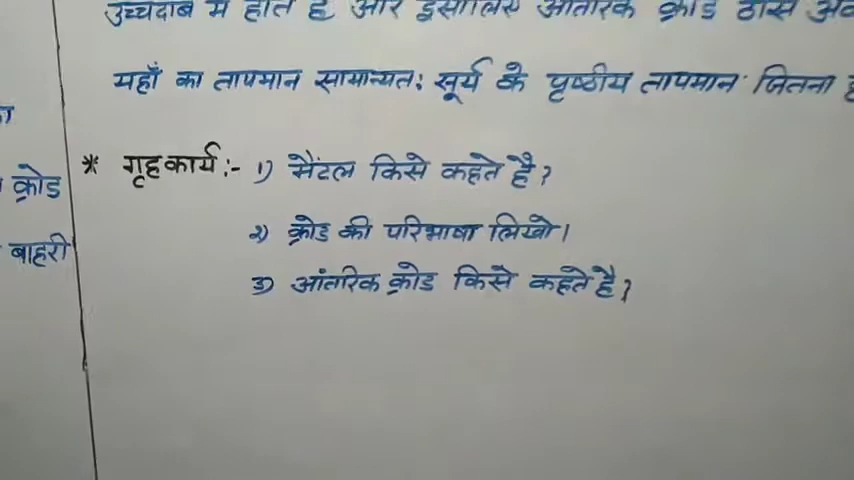 उच्चदाब में होते है और इसीलिए आंतरिक क्रोड ठोस
यहाँ का तापमान सामान्यत: सूर्य के पृष्ठीय तापमान जितना
क्रोड
बाहरी
* गृहकार्य :- 1) मैंटल किसे कहते है?
2) क्रोड की परिभाषा लिखो।
3) आंतरिक क्रोड किसे कहते है?